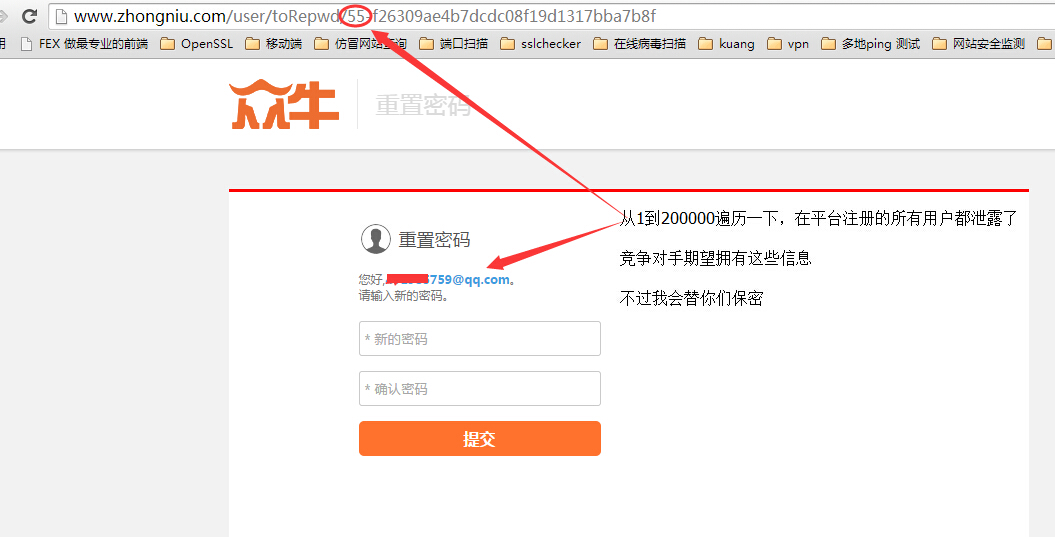 www.zhongniu.com/user/toRepwd/55-f26309ae4b7dcdc08f19d1317bba7b8f
用 FEX 做最专业的前端 OpenSSL 移动端 仿冒网站查询 端口扫描 sslchecker 在线病毒扫描 kuang vpn 多地ping 测试 网站安全监测
众牛 重置密码
从1到200000遍历一下，在平台注册的所有用户都泄露了
竞争对手期望拥有这些信息
不过我会替你们保密
重置密码
您好,759@qq.com。
请输入新的密码。
* 新的密码
* 确认密码
提交